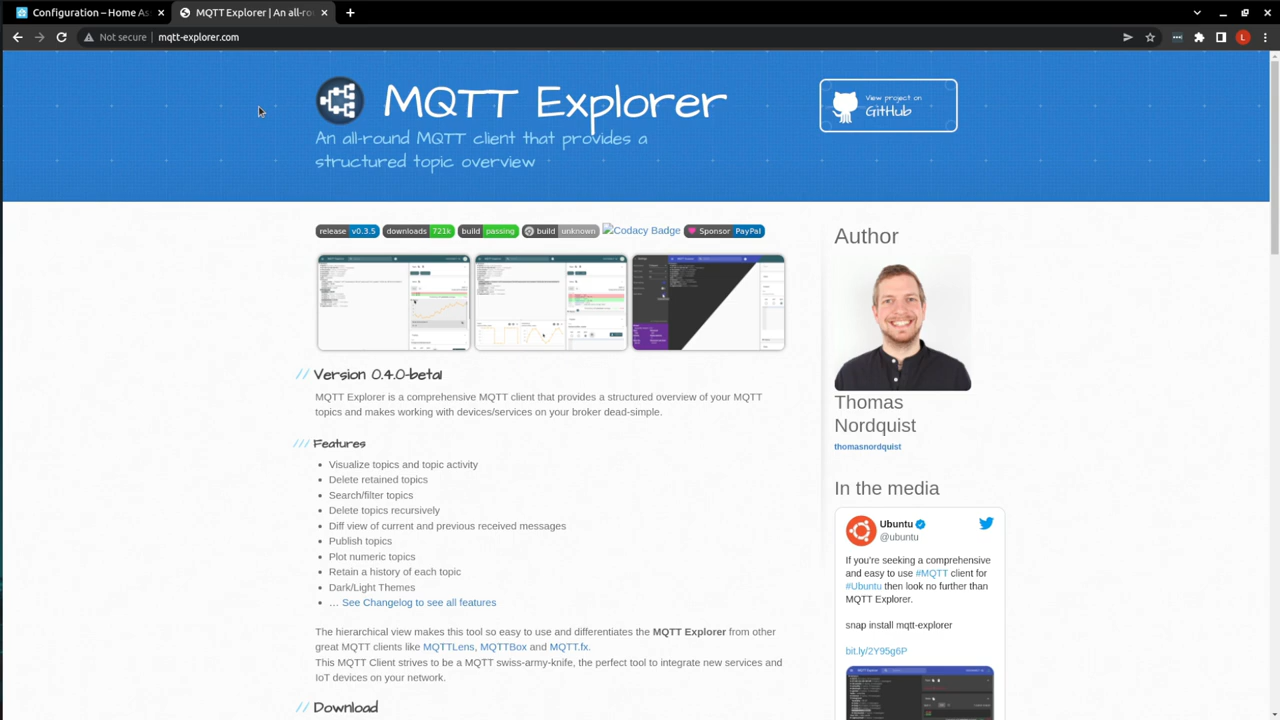 Configuration – Home As
MQTT Explorer | An all-ro
Not secure | mqtt-explorer.com
L
MQTT Explorer
An all-round MQTT client that provides a
structured topic overview
View project on
GitHub
release v0.3.5 downloads 721k build passing build unknown Codacy Badge Sponsor PayPal
// Version 0.4.0-beta1
MQTT Explorer is a comprehensive MQTT client that provides a structured overview of your MQTT
topics and makes working with devices/services on your broker dead-simple.
/// Features
Visualize topics and topic activity
Delete retained topics
Search/filter topics
Delete topics recursively
Diff view of current and previous received messages
Publish topics
Plot numeric topics
Retain a history of each topic
Dark/Light Themes
… See Changelog to see all features
The hierarchical view makes this tool so easy to use and differentiates the MQTT Explorer from other
great MQTT clients like MQTTLens, MQTTBox and MQTT.fx.
This MQTT Client strives to be a MQTT swiss-army-knife, the perfect tool to integrate new services and
IoT devices on your network.
// Download
Author
Thomas
Nordquist
thomasnordquist
In the media
Ubuntu
@ubuntu
If you're seeking a comprehensive
and easy to use #MQTT client for
#Ubuntu then look no further than
MQTT Explorer.
snap install mqtt-explorer
bit.ly/2Y95g6P